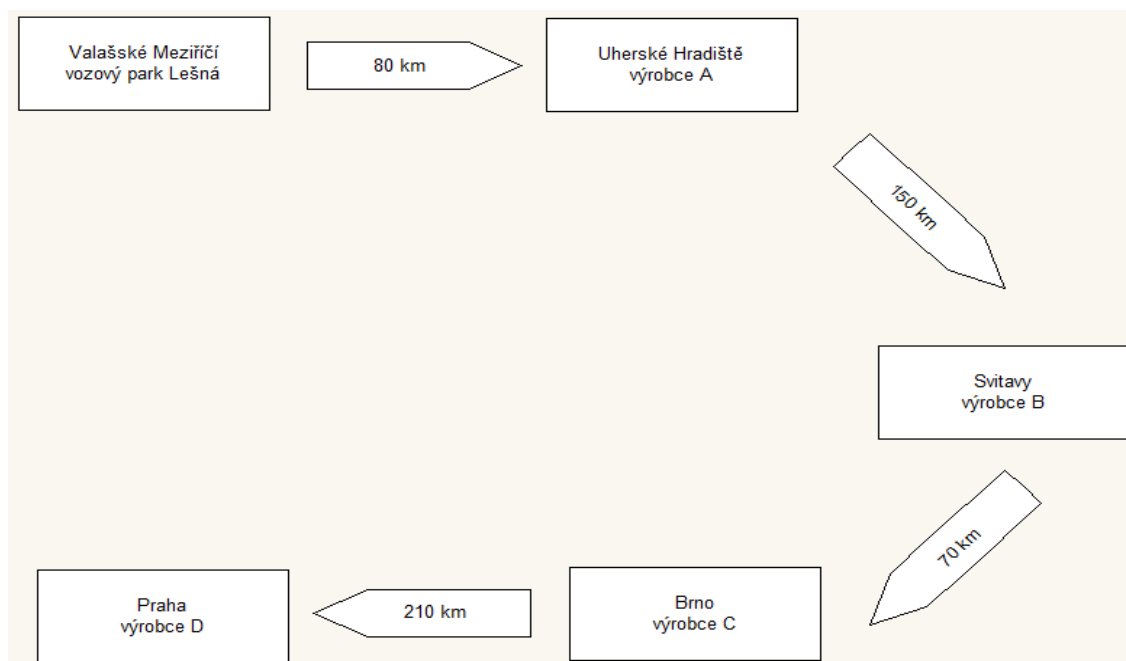 Valašské Meziříčí
vozový park Lešná
80 km
Uherské Hradiště
výrobce A
150 km
Svitavy
výrobce B
70 km
Brno
výrobce C
210 km
Praha
výrobce D